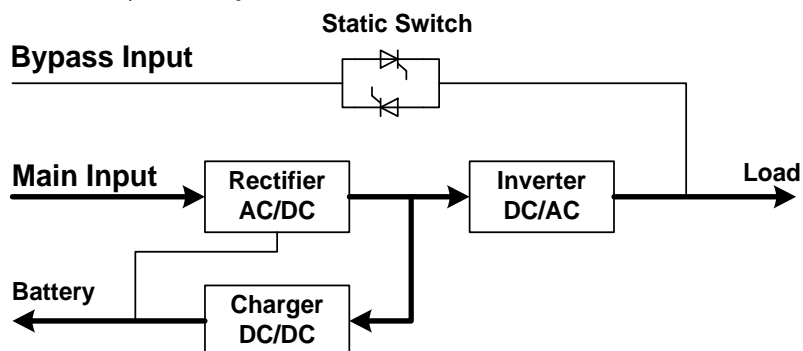 Static Switch
Bypass Input
Main Input
Rectifier
AC/DC
Inverter
DC/AC
Load
Battery
Charger
DC/DC